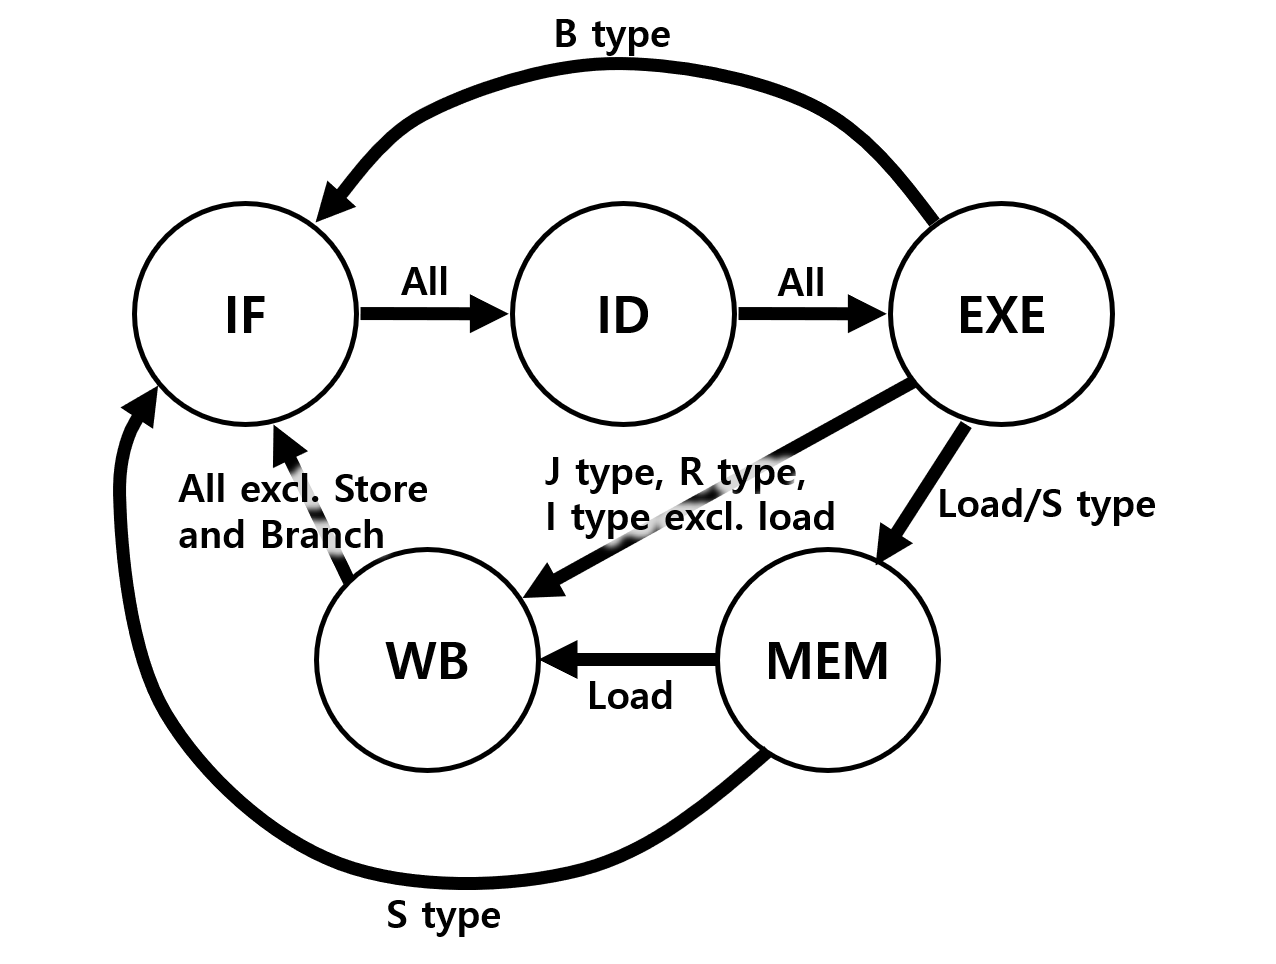 B type
All
All
IF
ID
EXE
J type, R type,
I type excl. load
All excl. Store
and Branch
Load/S type
WB
MEM
Load
S type